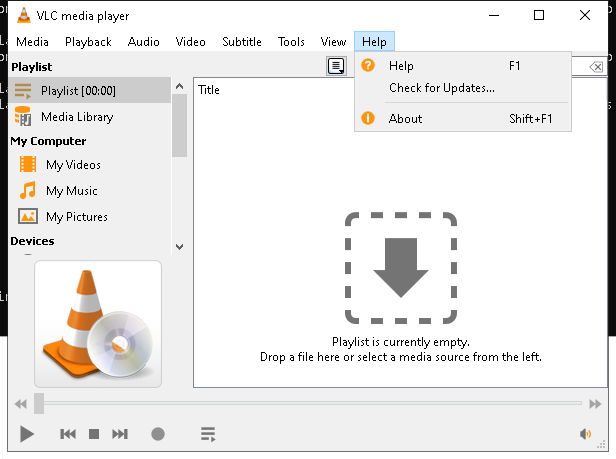 VLC media player
Media Playback Audio Video Subtitle Tools View Help
Playlist
Playlist [00:00]
Media Library
My Computer
My Videos
My Music
My Pictures
Devices
Title
Help F1
Check for Updates...
About Shift+F1
Playlist is currently empty.
Drop a file here or select a media source from the left.